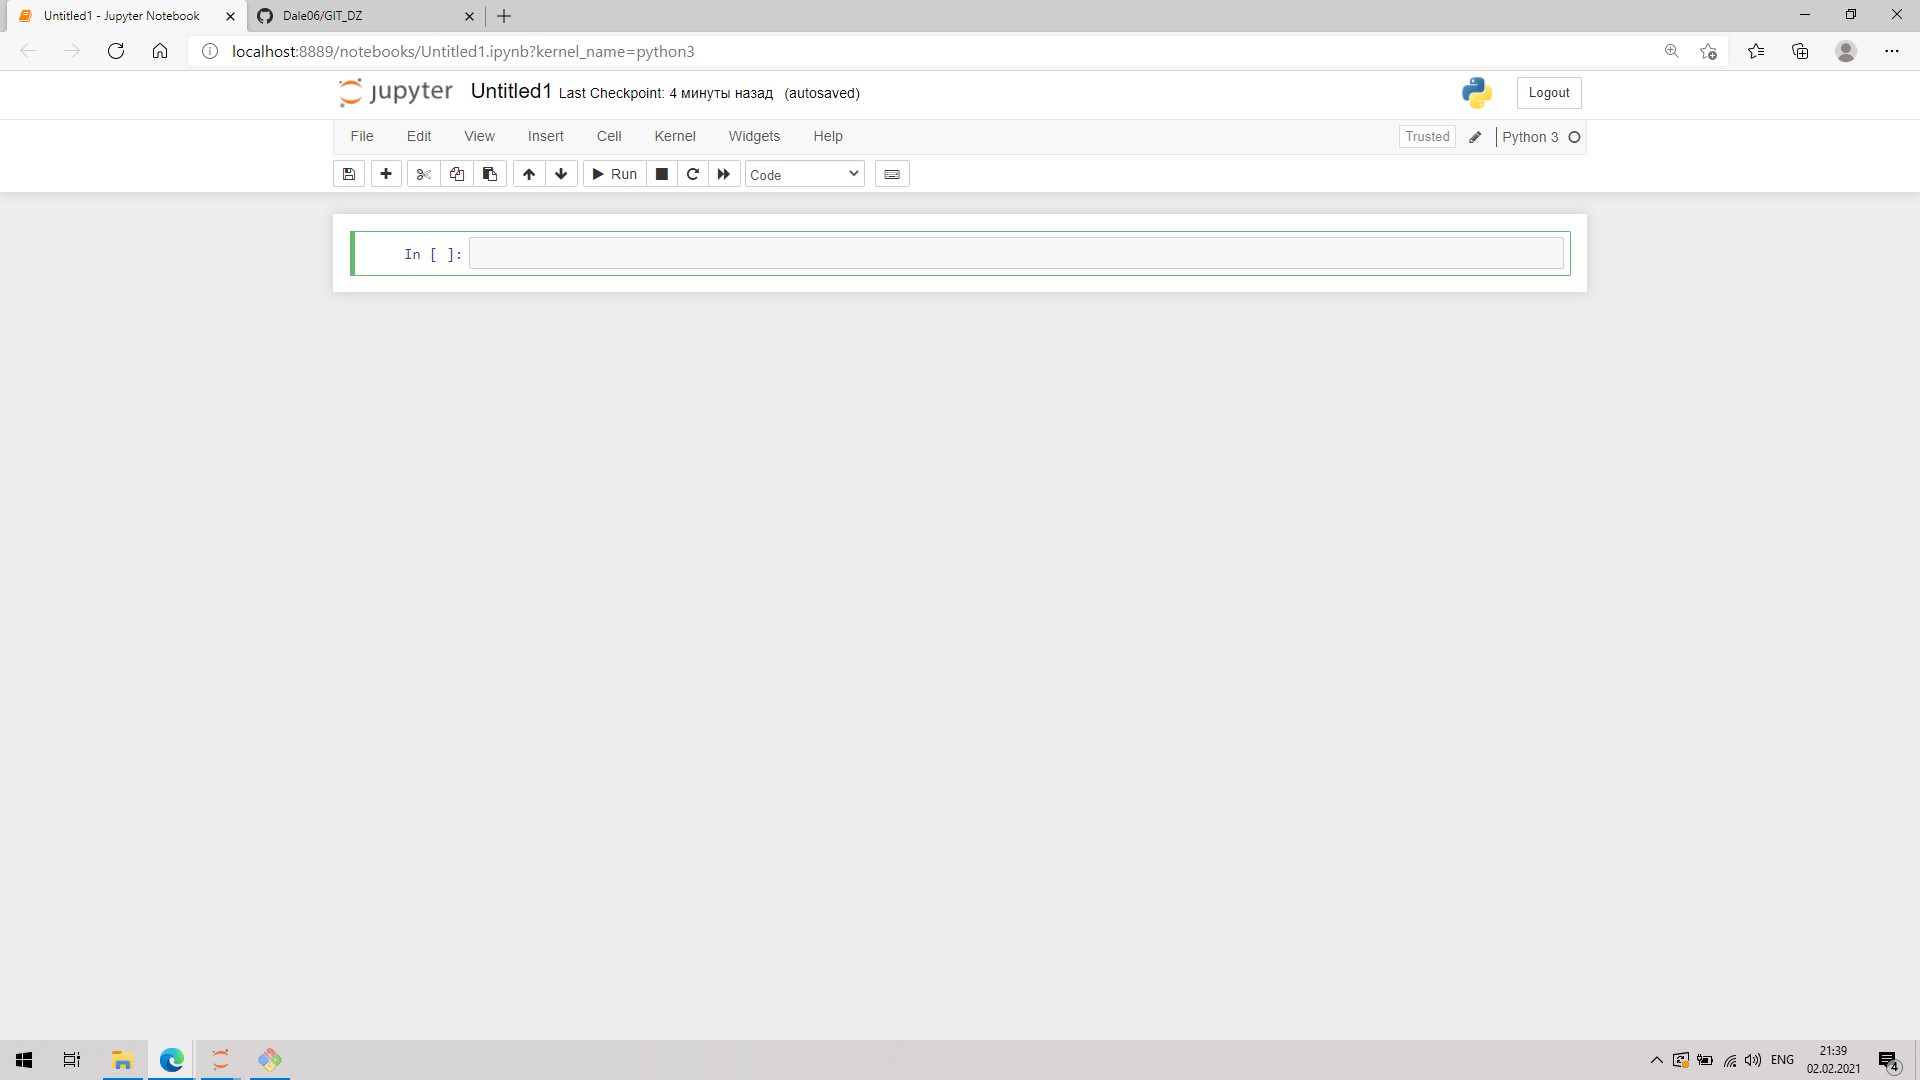 Untitled1 - Jupyter Notebook
Dale06/GIT_DZ
localhost:8889/notebooks/Untitled1.ipynb?kernel_name=python3
jupyter Untitled1 Last Checkpoint: 4 минуты назад (autosaved)
Logout
File Edit View Insert Cell Kernel Widgets Help
Trusted Python 3
Run Code
In [ ]:
ENG
21:39
02.02.2021
4